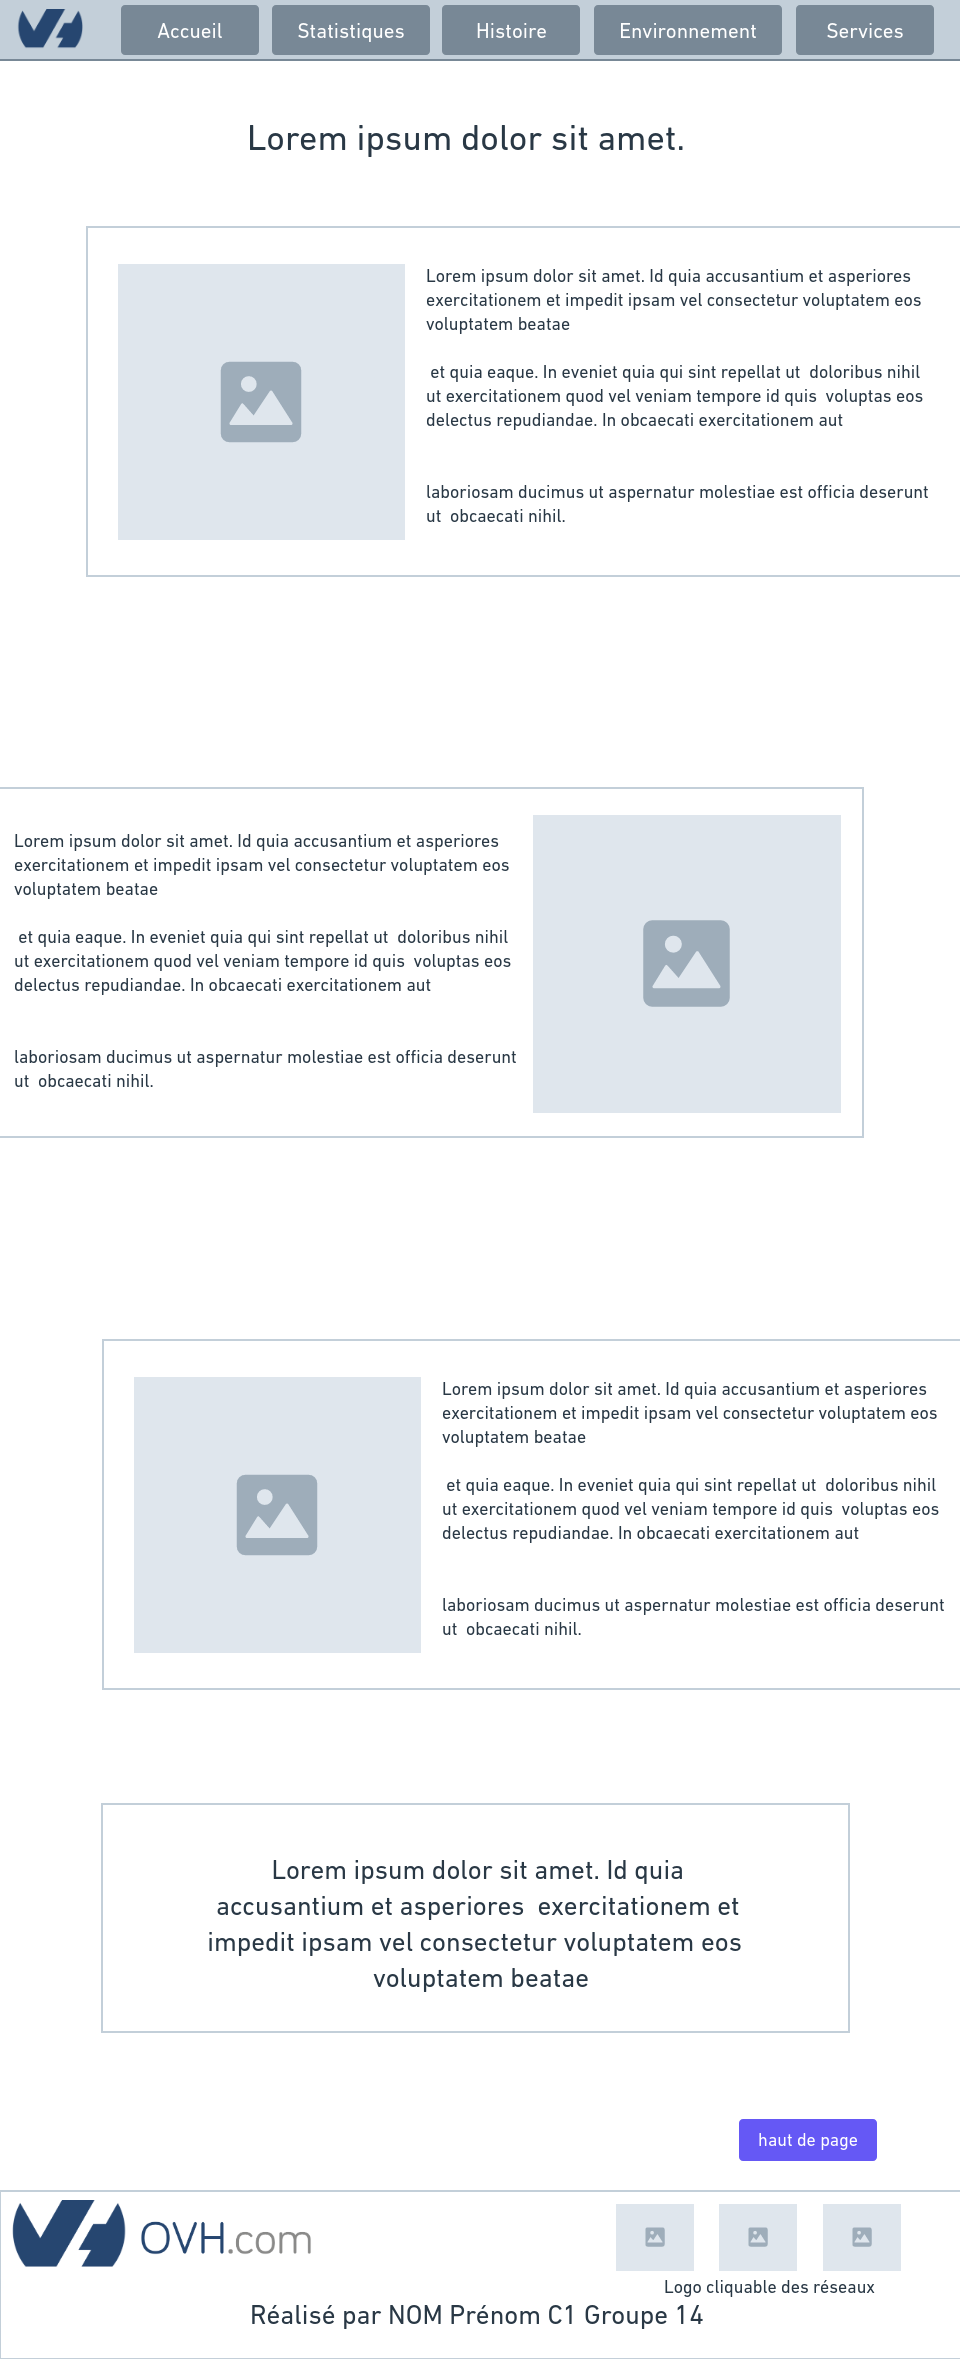 Accueil
Statistiques
Histoire
Environnement
Services
Lorem ipsum dolor sit amet.
Lorem ipsum dolor sit amet. Id quia accusantium et asperiores
exercitationem et impedit ipsam vel consectetur voluptatem eos
voluptatem beatae
et quia eaque. In eveniet quia qui sint repellat ut  doloribus nihil
ut exercitationem quod vel veniam tempore id quis  voluptas eos
delectus repudiandae. In obcaecati exercitationem aut
laboriosam ducimus ut aspernatur molestiae est officia deserunt
ut  obcaecati nihil.
Lorem ipsum dolor sit amet. Id quia accusantium et asperiores
exercitationem et impedit ipsam vel consectetur voluptatem eos
voluptatem beatae
et quia eaque. In eveniet quia qui sint repellat ut  doloribus nihil
ut exercitationem quod vel veniam tempore id quis  voluptas eos
delectus repudiandae. In obcaecati exercitationem aut
laboriosam ducimus ut aspernatur molestiae est officia deserunt
ut  obcaecati nihil.
Lorem ipsum dolor sit amet. Id quia accusantium et asperiores
exercitationem et impedit ipsam vel consectetur voluptatem eos
voluptatem beatae
et quia eaque. In eveniet quia qui sint repellat ut  doloribus nihil
ut exercitationem quod vel veniam tempore id quis  voluptas eos
delectus repudiandae. In obcaecati exercitationem aut
laboriosam ducimus ut aspernatur molestiae est officia deserunt
ut  obcaecati nihil.
Lorem ipsum dolor sit amet. Id quia
accusantium et asperiores  exercitationem et
impedit ipsam vel consectetur voluptatem eos
voluptatem beatae
haut de page
OVH.com
Logo cliquable des réseaux
Réalisé par NOM Prénom C1 Groupe 14